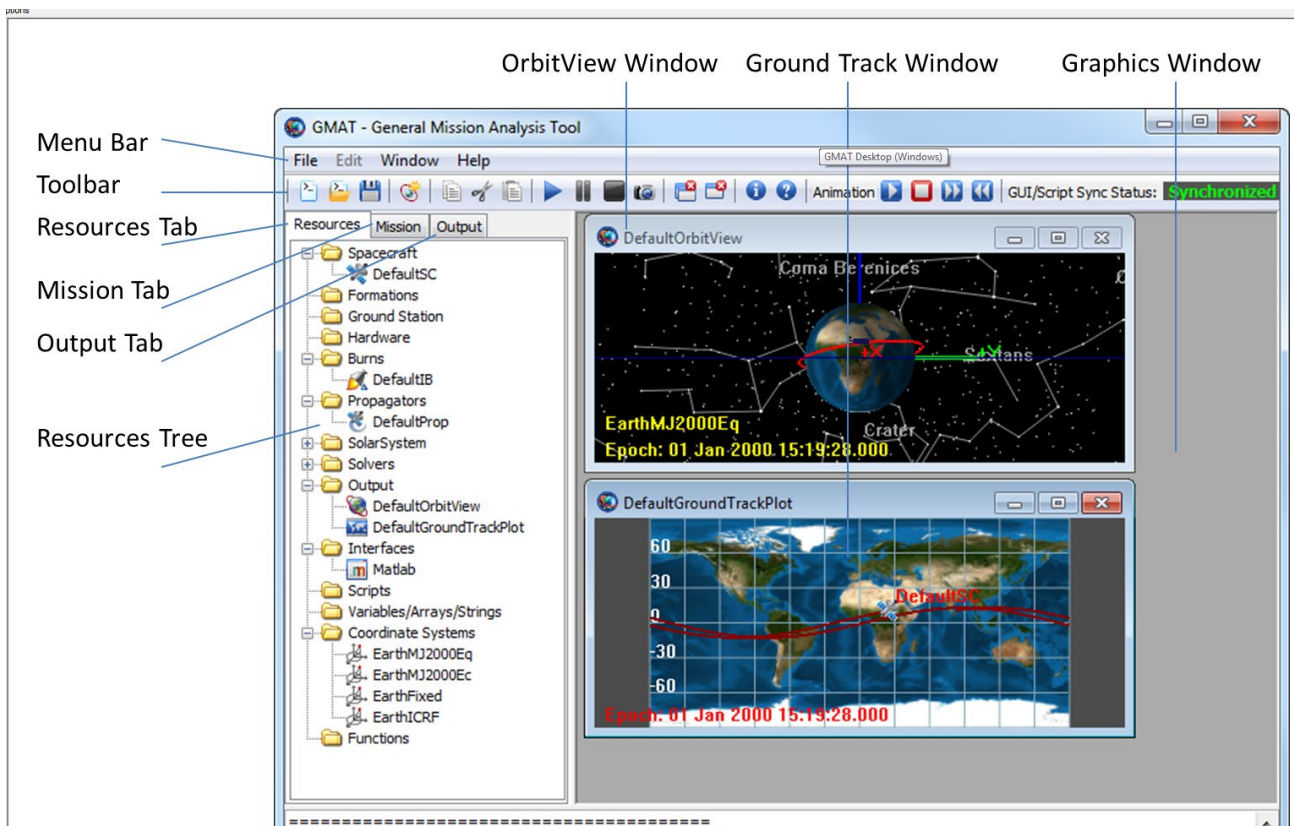 ptions
OrbitView Window Ground Track Window Graphics Window
Menu Bar
Toolbar
Resources Tab
Mission Tab
Output Tab
Resources Tree
GMAT - General Mission Analysis Tool
File Edit Window Help
GMAT Desktop (Windows)
Animation GUI/Script Sync Status: Synchronized
Resources Mission Output
Spacecraft
DefaultSC
Formations
Ground Station
Hardware
Burns
DefaultIB
Propagators
DefaultProp
SolarSystem
Solvers
Output
DefaultOrbitView
DefaultGroundTrackPlot
Interfaces
Matlab
Scripts
Variables/Arrays/Strings
Coordinate Systems
EarthMJ2000Eq
EarthMJ2000Ec
EarthFixed
EarthICRF
Functions
DefaultOrbitView
Coma Berenices
+X
+Y
Sextans
Crater
EarthMJ2000Eq
Epoch: 01 Jan 2000 15:19:28.000
DefaultGroundTrackPlot
60
30
DefaultSC
0
-30
-60
Epoch: 01 Jan 2000 15:19:28.000
========================================